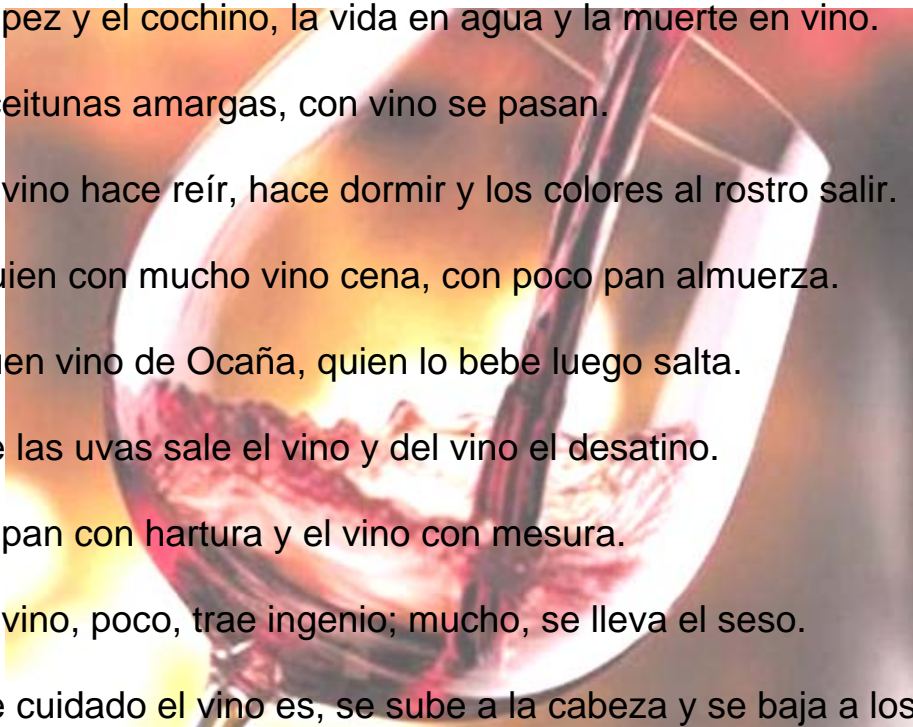 pez y el cochino, la vida en agua y la muerte en vino.
eitunas amargas, con vino se pasan.
vino hace reír, hace dormir y los colores al rostro salir.
uien con mucho vino cena, con poco pan almuerza.
en vino de Ocaña, quien lo bebe luego salta.
e las uvas sale el vino y del vino el desatino.
pan con hartura y el vino con mesura.
vino, poco, trae ingenio; mucho, se lleva el seso.
e cuidado el vino es, se sube a la cabeza y se baja a los